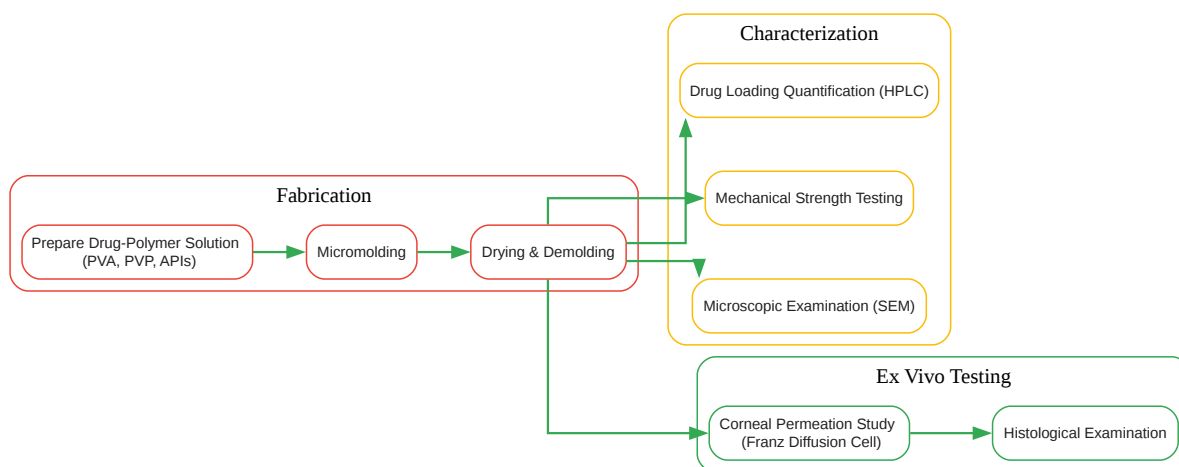 Characterization
Drug Loading Quantification (HPLC)
Mechanical Strength Testing
Microscopic Examination (SEM)
Fabrication
Prepare Drug-Polymer Solution
(PVA, PVP, APIs)
Micromolding
Drying & Demolding
Ex Vivo Testing
Corneal Permeation Study
(Franz Diffusion Cell)
Histological Examination